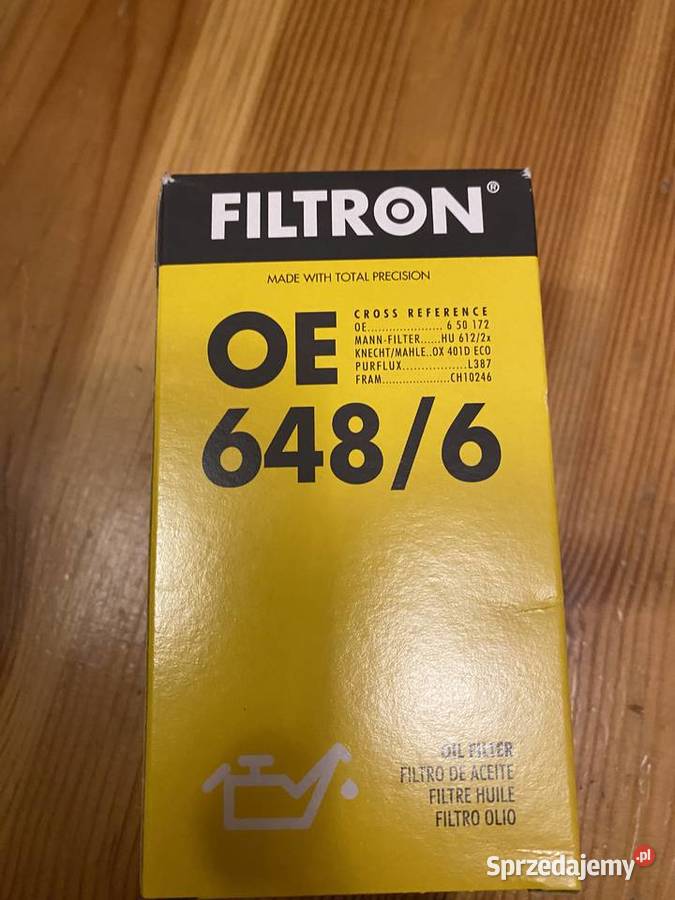 FILTRON®
MADE WITH TOTAL PRECISION
OE
648/6
CROSS REFERENCE
OE..................... 6 50 172
MANN-FILTER......HU 612/2x
KNECHT/MAHLE..OX 401D ECO
PURFLUX..................L387
FRAM...................CH10246
OIL FILTER
FILTRO DE ACEITE
FILTRE HUILE
FILTRO OLIO
Sprzedajemy.pl